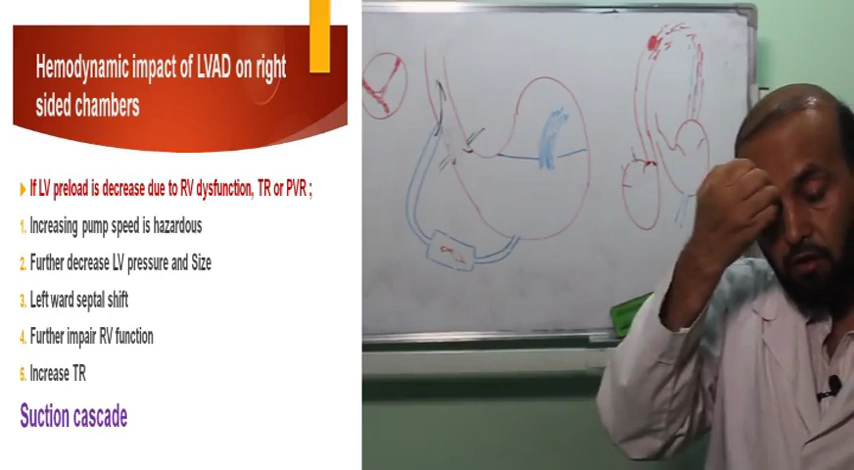 Hemodynamic impact of LVAD on right
sided chambers
If LV preload is decrease due to RV dysfunction, TR or PVR ;
1. Increasing pump speed is hazardous
2. Further decrease LV pressure and Size
3. Left ward septal shift
4. Further impair RV function
5. Increase TR
Suction cascade